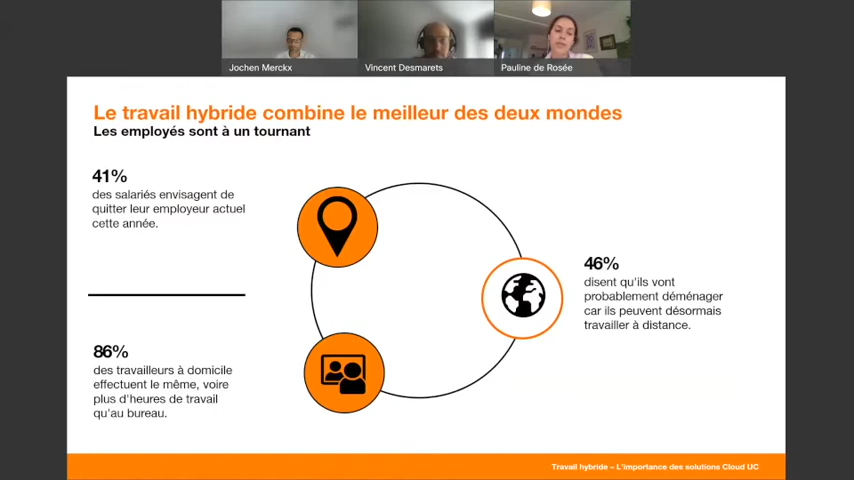 Jochen Merckx
Vincent Desmarets
Pauline de Rosée
Le travail hybride combine le meilleur des deux mondes
Les employés sont à un tournant
41%
des salariés envisagent de
quitter leur employeur actuel
cette année.
86%
des travailleurs à domicile
effectuent le même, voire
plus d'heures de travail
qu'au bureau.
46%
disent qu'ils vont
probablement déménager
car ils peuvent désormais
travailler à distance.
Travail hybride – L'importance des solutions Cloud UC